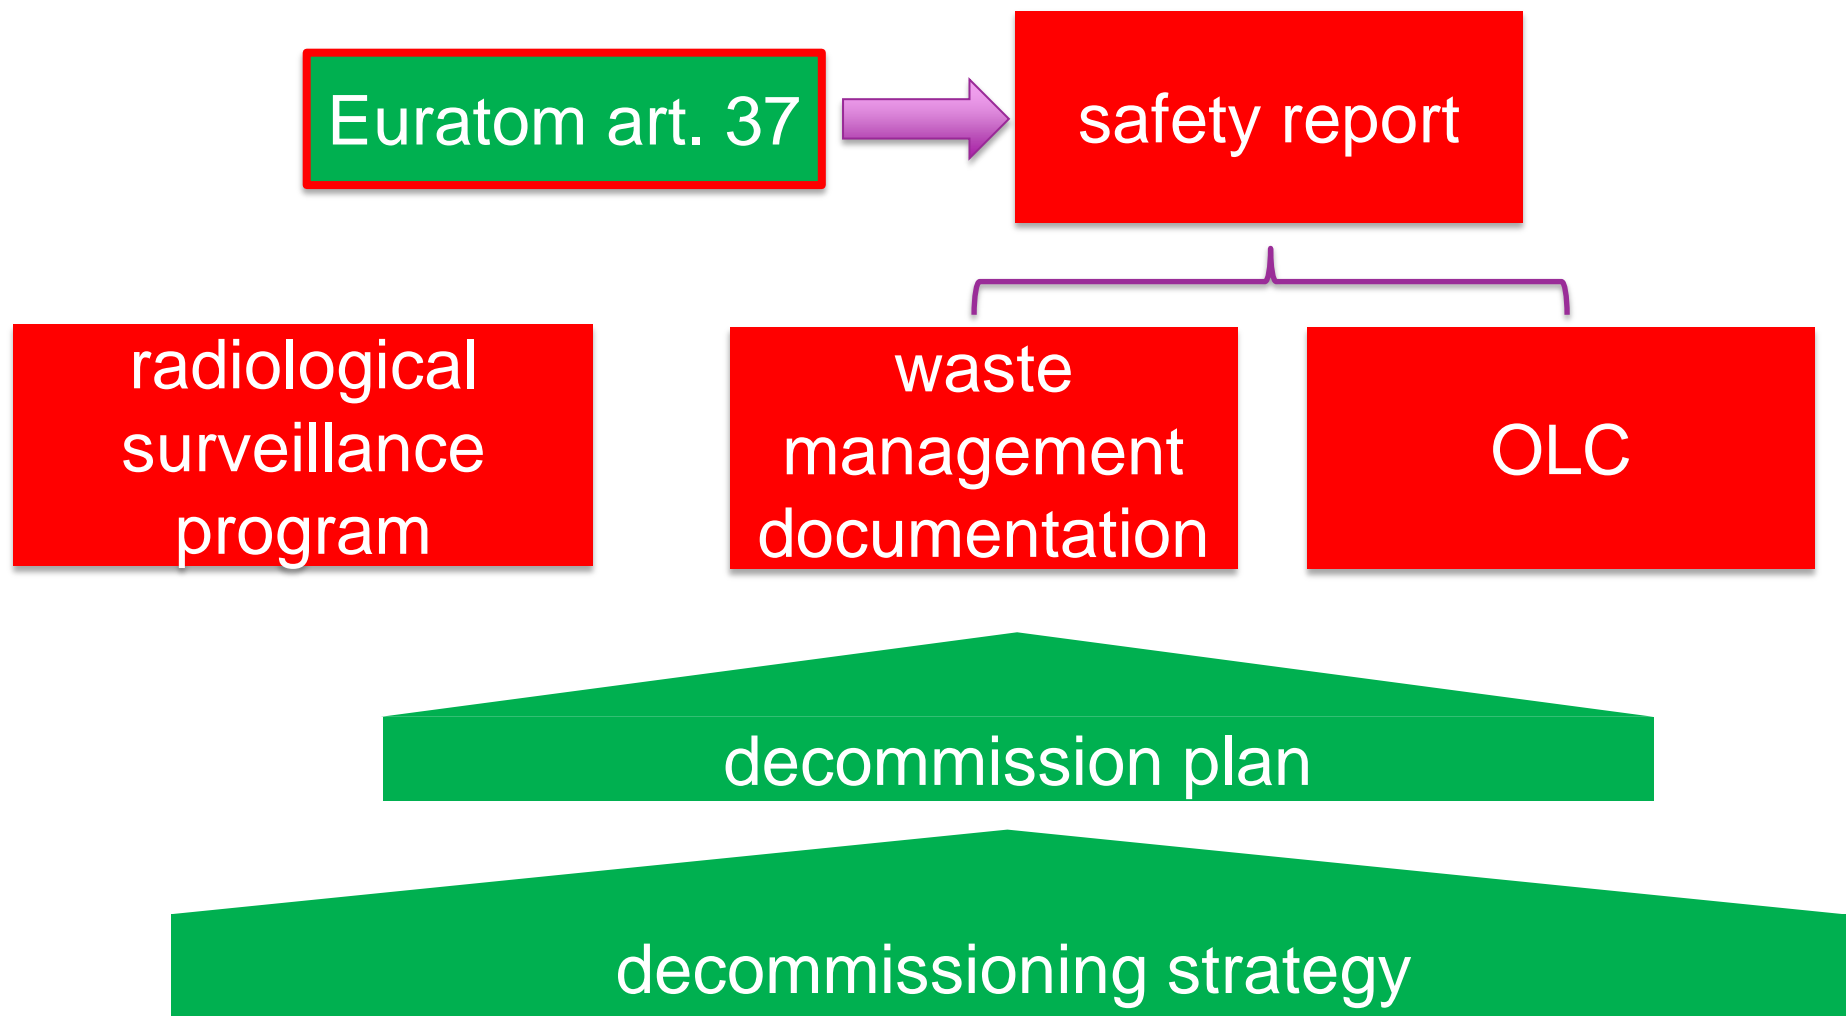 Euratom art. 37
safety report
radiological
surveillance
program
waste
management
documentation
OLC
decommission plan
decommissioning strategy